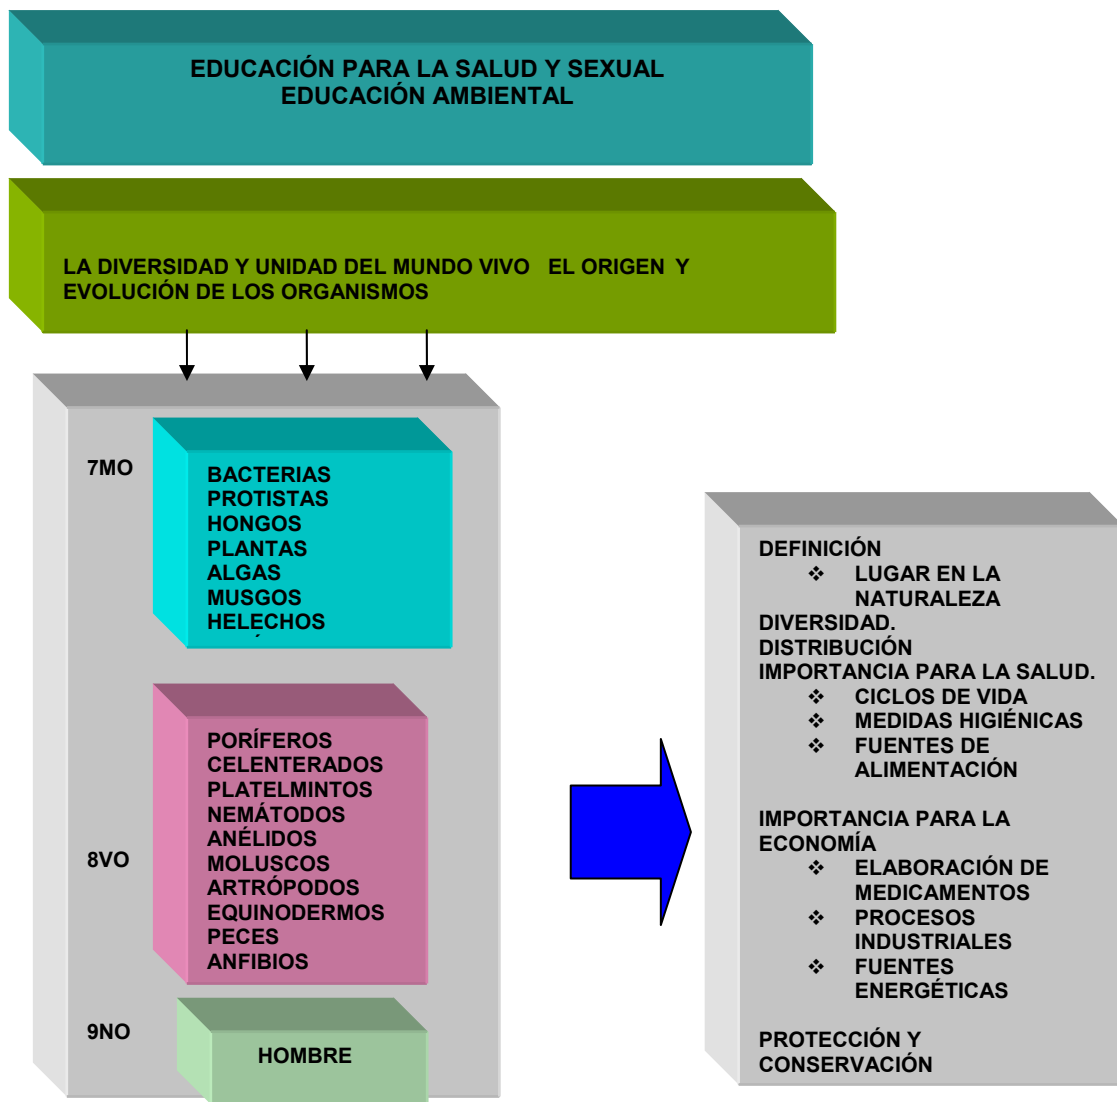 EDUCACIÓN PARA LA SALUD Y SEXUAL
EDUCACIÓN AMBIENTAL
LA DIVERSIDAD Y UNIDAD DEL MUNDO VIVO EL ORIGEN Y
EVOLUCIÓN DE LOS ORGANISMOS
7MO
BACTERIAS
PROTISTAS
HONGOS
PLANTAS
ALGAS
MUSGOS
HELECHOS
8VO
PORÍFEROS
CELENTERADOS
PLATELMINTOS
NEMÁTODOS
ANÉLIDOS
MOLUSCOS
ARTRÓPODOS
EQUINODERMOS
PECES
ANFIBIOS
9NO
HOMBRE
DEFINICIÓN
❖ LUGAR EN LA
NATURALEZA
DIVERSIDAD.
DISTRIBUCIÓN
IMPORTANCIA PARA LA SALUD.
❖ CICLOS DE VIDA
❖ MEDIDAS HIGIÉNICAS
❖ FUENTES DE
ALIMENTACIÓN
IMPORTANCIA PARA LA
ECONOMÍA
❖ ELABORACIÓN DE
MEDICAMENTOS
❖ PROCESOS
INDUSTRIALES
❖ FUENTES
ENERGÉTICAS
PROTECCIÓN Y
CONSERVACIÓN